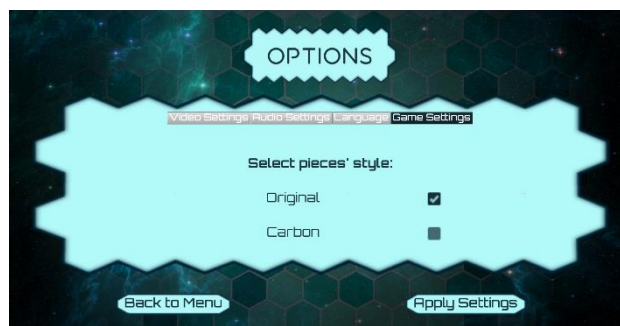 OPTIONS
Video Settings Audio Settings Language Game Settings
Select pieces' style:
Original
Carbon
Back to Menu Apply Settings